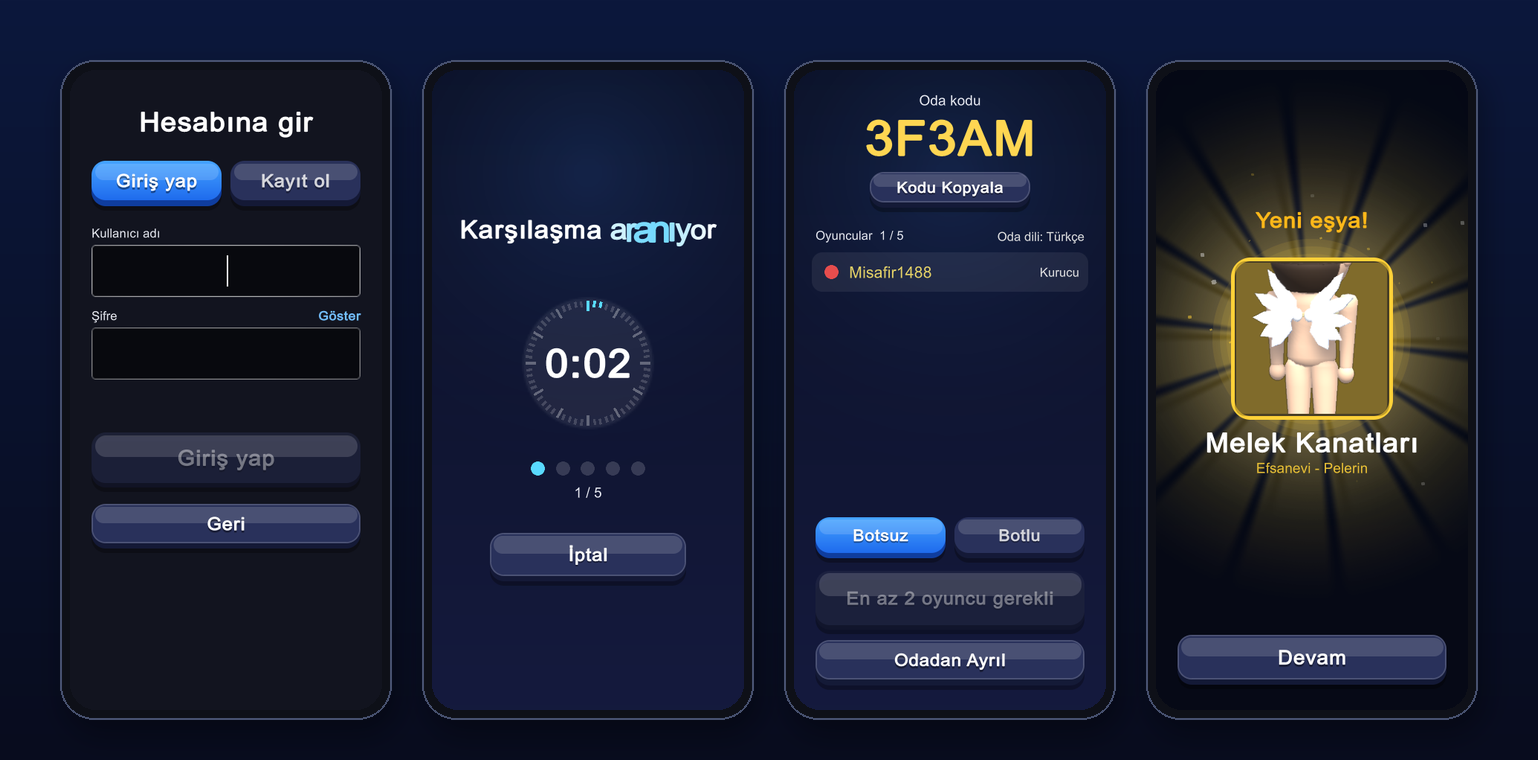 Hesabına gir
Giriş yap
Kayıt ol
Kullanıcı adı
Şifre
Göster
Giriş yap
Geri
Karşılaşma aranıyor
0:02
1 / 5
İptal
Oda kodu
3F3AM
Kodu Kopyala
Oyuncular 1 / 5
Oda dili: Türkçe
Misafir1488
Kurucu
Botsuz
Botlu
En az 2 oyuncu gerekli
Odadan Ayrıl
Yeni eşya!
Melek Kanatları
Efsanevi - Pelerin
Devam